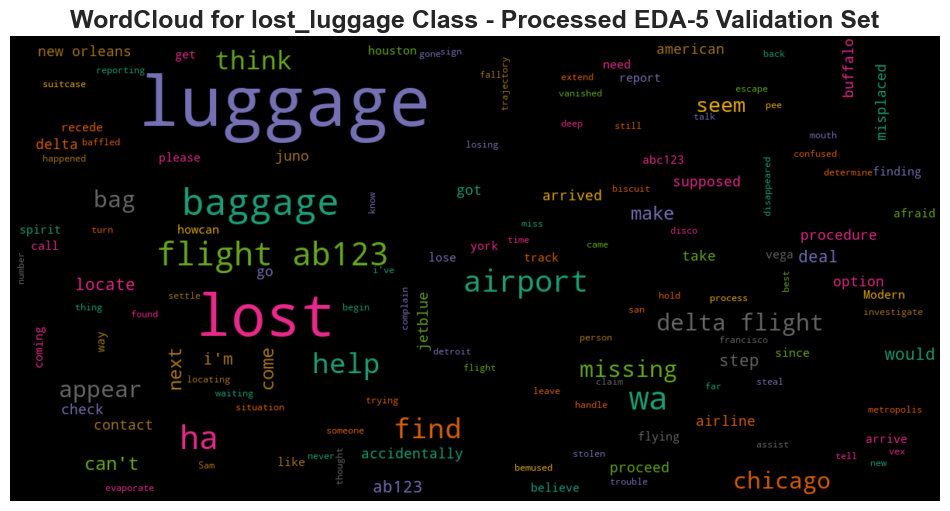 WordCloud for lost_luggage Class - Processed EDA-5 Validation Set
new orleans
get
think
houston
gone
sign
american
back
buffalo
reporting
suitcase
luggage
fall
trajectory
need
extend
report
vanished
escape
seem
pee
misplaced
talk
recede
delta
baffled
happened
please
juno
losing
deep
still
mouth
confused
abc123
determine
finding
disappeared
supposed
biscuit
bag
baggage
know
got
arrived
make
miss
afraid
spirit
turn
howcan
call
flight ab123
york
time
came
disco
procedure
lose
track
take
vega
deal
number
go
i've
locate
airport
best
option
settle
hold
process
Modern
thing
found
lost
begin
complain
jetblue
san
investigate
delta flight
person
francisco
coming
way
detroit
next
i'm
come
help
flight
missing
step
since
would
locating
claim
far
steal
appear
waiting
trying
leave
handle
wa
check
situation
metropolis
contact
ha
someone
find
airline
flying
arrive
assist
vex
can't
Sam
like
never
thought
accidentally
stolen
bemused
proceed
tell
new
trouble
evaporate
ab123
believe
chicago